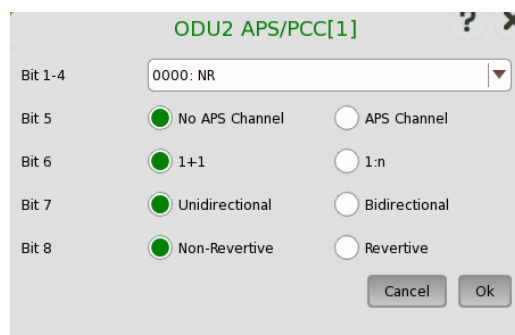 ODU2 APS/PCC[1] ? X
Bit 1-4 0000: NR
Bit 5 No APS Channel APS Channel
Bit 6 1+1 1:n
Bit 7 Unidirectional Bidirectional
Bit 8 Non-Revertive Revertive
Cancel Ok